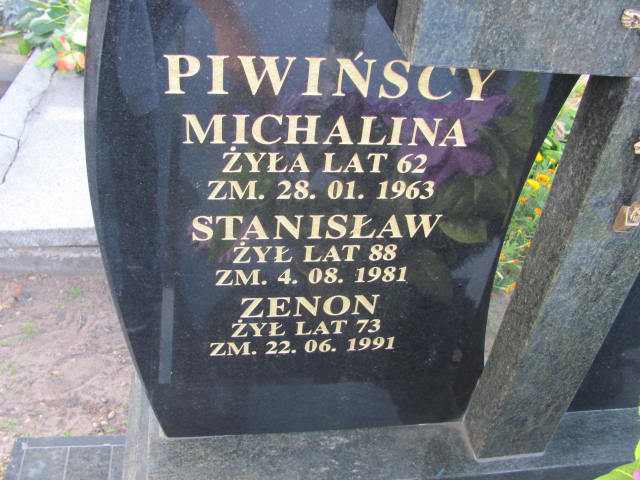 PIWIŃSCY
MICHALINA
ŻYŁA LAT 62
ZM. 28. 01. 1963
STANISŁAW
ŻYŁ LAT 88
ZM. 4. 08. 1981
ZENON
ŻYŁ LAT 73
ZM. 22. 06. 1991